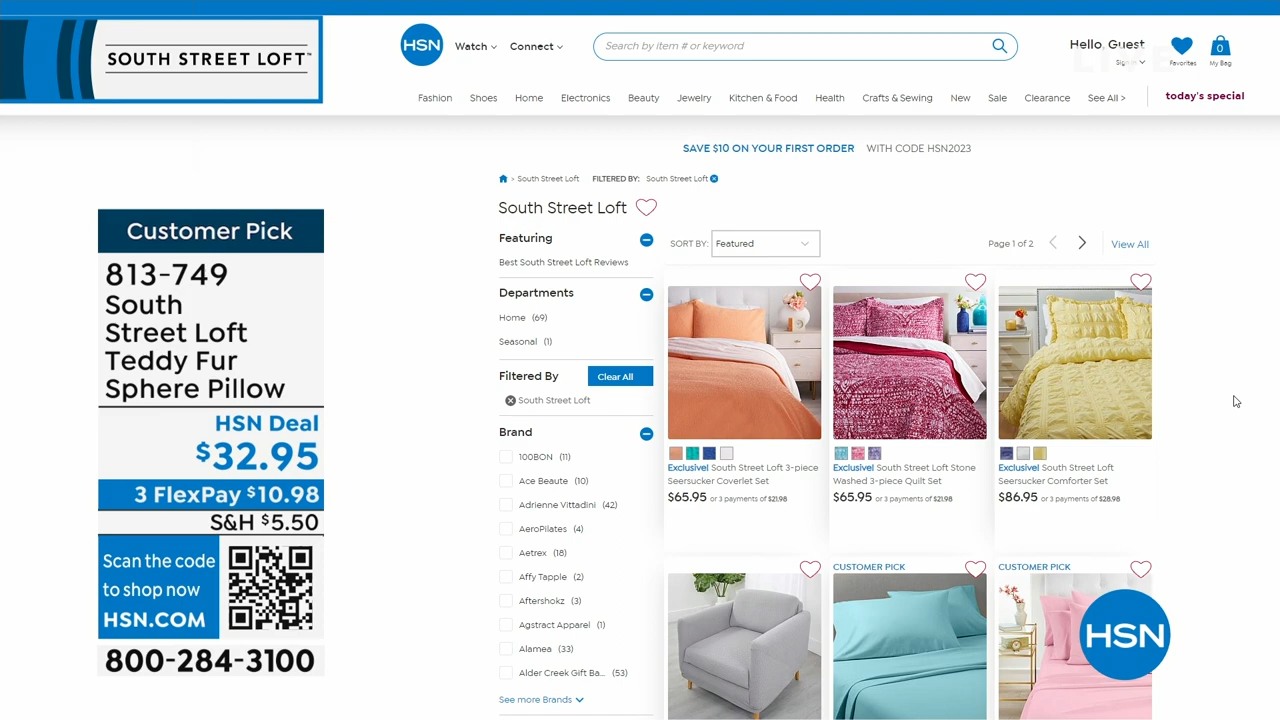 SOUTH STREET LOFT™
HSN
Watch
Connect
Search by item # or keyword
Hello, Guest
Sign In
LIVE
Favorites
0
My Bag
Fashion
Shoes
Home
Electronics
Beauty
Jewelry
Kitchen & Food
Health
Crafts & Sewing
New
Sale
Clearance
See All >
today's special
SAVE $10 ON YOUR FIRST ORDER WITH CODE HSN2023
> South Street Loft FILTERED BY: South Street Loft
South Street Loft
Customer Pick
813-749
South
Street Loft
Teddy Fur
Sphere Pillow
HSN Deal
$32.95
3 FlexPay $10.98
S&H $5.50
Scan the code
to shop now
HSN.COM
800-284-3100
Featuring
Best South Street Loft Reviews
Departments
Home (69)
Seasonal (1)
Filtered By
Clear All
South Street Loft
Brand
100BON (11)
Ace Beaute (10)
Adrienne Vittadini (42)
AeroPilates (4)
Aetrex (18)
Affy Tapple (2)
Aftershokz (3)
Agstract Apparel (1)
Alamea (33)
Alder Creek Gift Ba... (53)
See more Brands
SORT BY: Featured
Page 1 of 2
View All
Exclusive! South Street Loft 3-piece
Seersucker Coverlet Set
$65.95 or 3 payments of $21.98
Exclusive! South Street Loft Stone
Washed 3-piece Quilt Set
$65.95 or 3 payments of $21.98
Exclusive! South Street Loft
Seersucker Comforter Set
$86.95 or 3 payments of $28.98
CUSTOMER PICK
CUSTOMER PICK
HSN